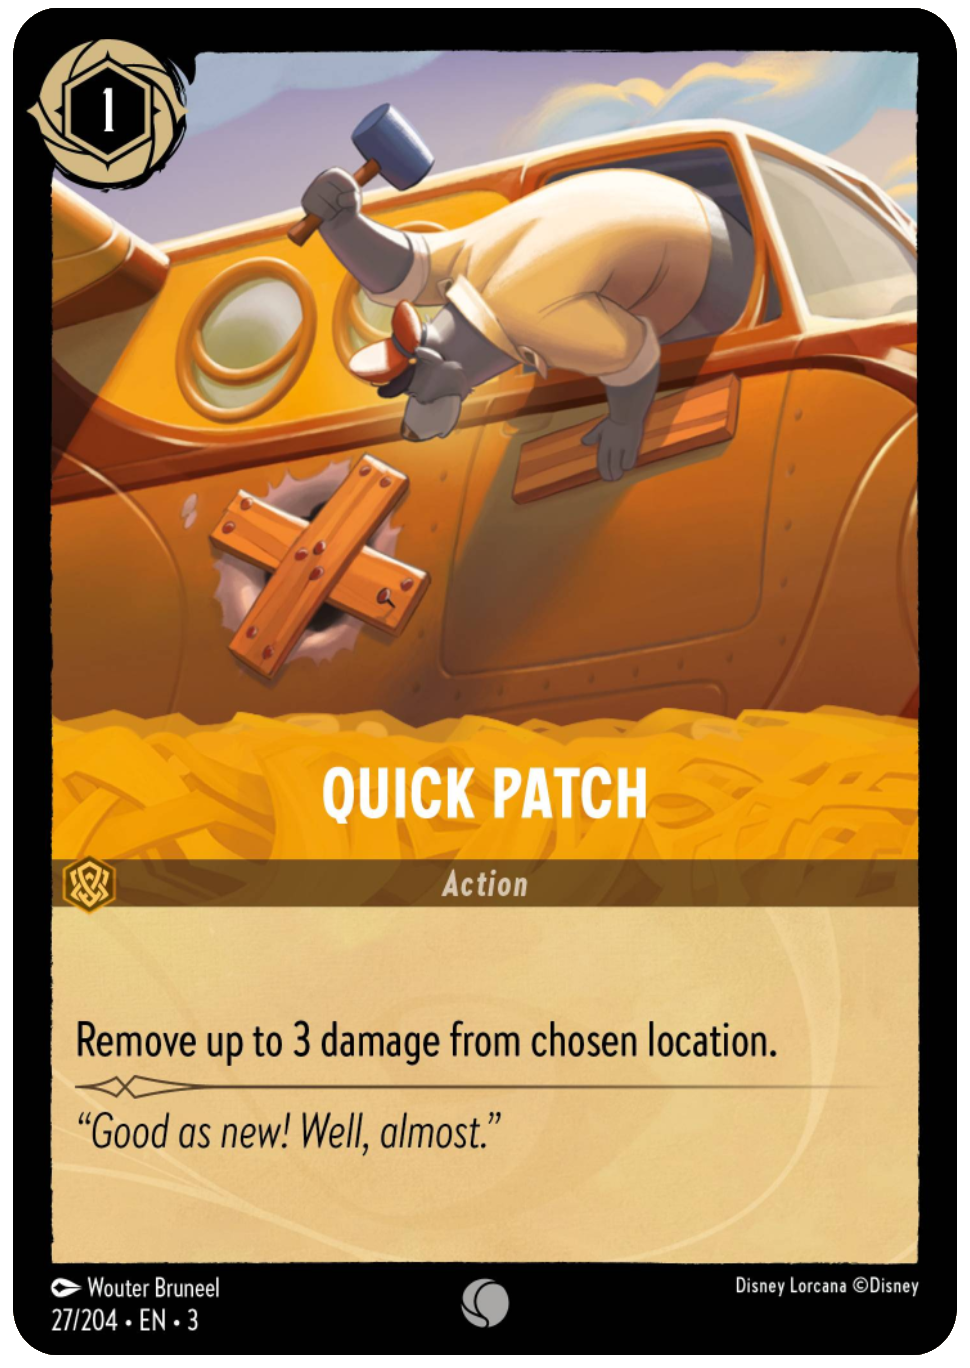 1
QUICK PATCH
Action
Remove up to 3 damage from chosen location.
“Good as new! Well, almost.”
Wouter Bruneel
Disney Lorcana ©Disney
27/204 • EN • 3